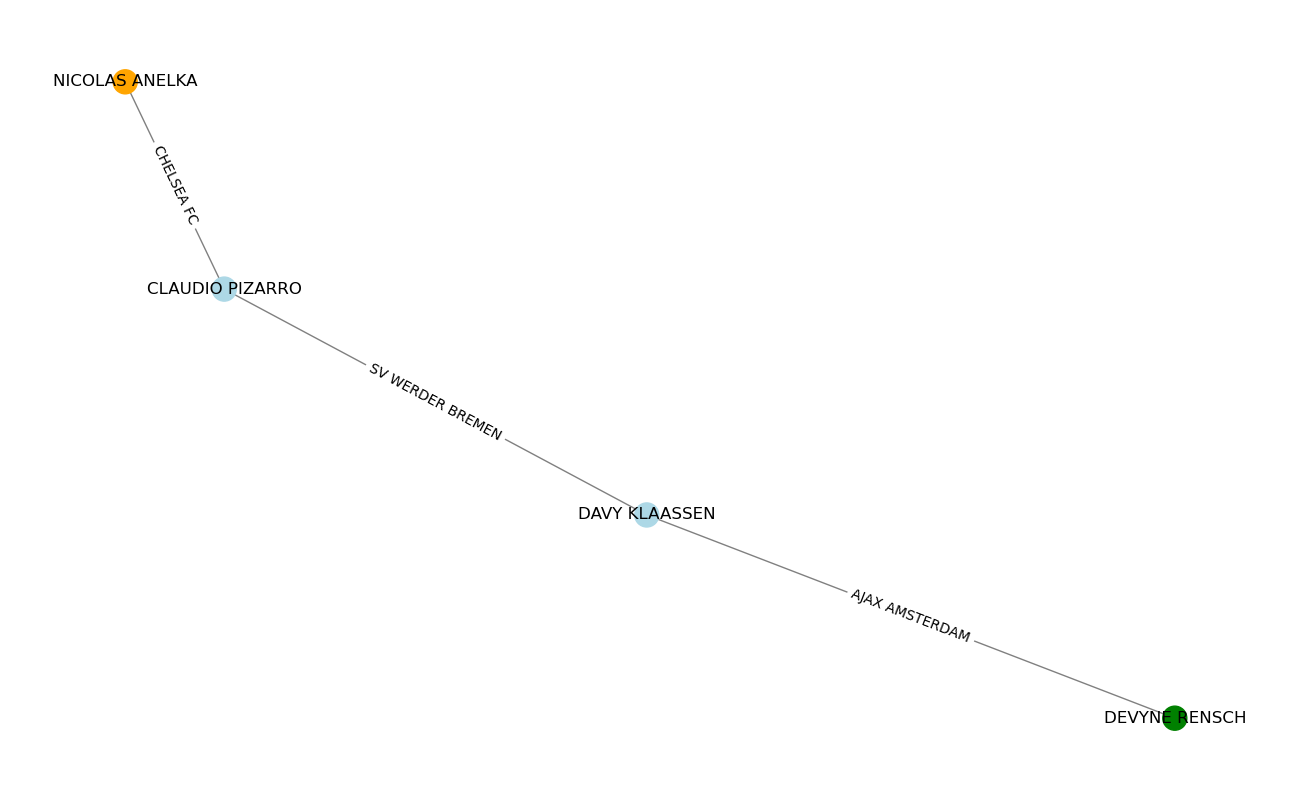 NICOLAS ANELKA
CHELSEA FC
CLAUDIO PIZARRO
SV WERDER BREMEN
DAVY KLAASSEN
AJAX AMSTERDAM
DEVYNE RENSCH